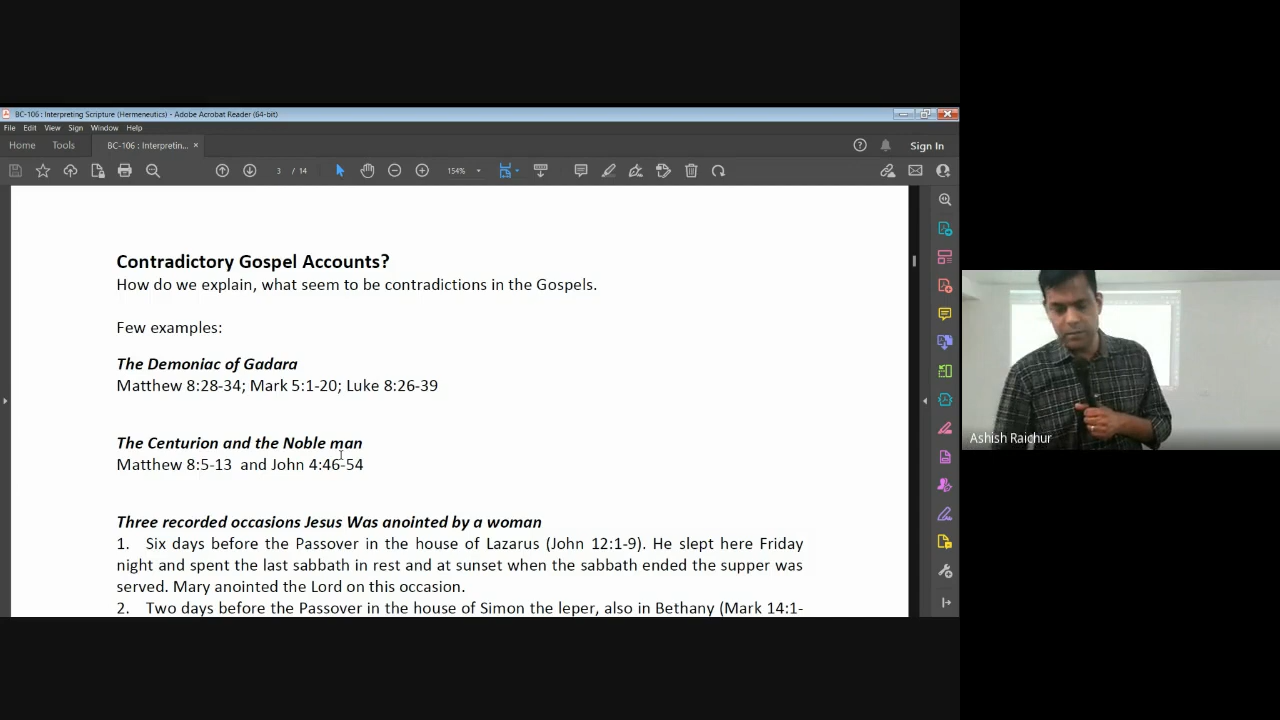 BC-106 : Interpreting Scripture (Hermeneutics) - Adobe Acrobat Reader (64-bit)
File Edit View Sign Window Help
Home Tools BC-106 : Interpretin... × Sign In
3 / 14 154%
Contradictory Gospel Accounts?
How do we explain, what seem to be contradictions in the Gospels.
Few examples:
The Demoniac of Gadara
Matthew 8:28-34; Mark 5:1-20; Luke 8:26-39
The Centurion and the Noble man
Matthew 8:5-13 and John 4:46-54
Three recorded occasions Jesus Was anointed by a woman
1. Six days before the Passover in the house of Lazarus (John 12:1-9). He slept here Friday
night and spent the last sabbath in rest and at sunset when the sabbath ended the supper was
served. Mary anointed the Lord on this occasion.
2. Two days before the Passover in the house of Simon the leper, also in Bethany (Mark 14:1-
Ashish Raichur